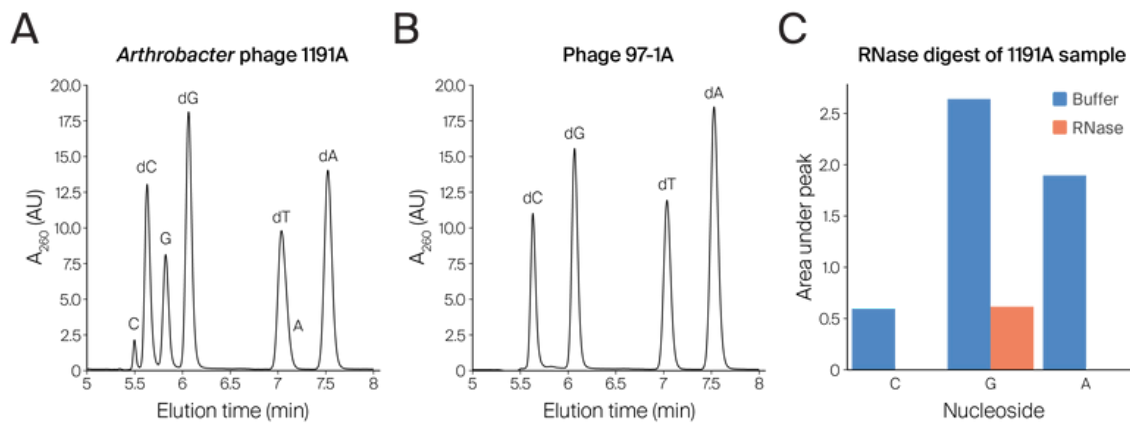 A
Arthrobacter phage 1191A
20.0
17.5
15.0
12.5
10.0
7.5
5.0
2.5
0
A260 (AU)
C
dC
G
dG
dT
A
dA
5 5.5 6 6.5 7 7.5 8
Elution time (min)
B
Phage 97-1A
20.0
17.5
15.0
12.5
10.0
7.5
5.0
2.5
0
A260 (AU)
dC
dG
dT
dA
5 5.5 6 6.5 7 7.5 8
Elution time (min)
C
RNase digest of 1191A sample
Buffer
RNase
2.5
2.0
1.5
1.0
0.5
0
Area under peak
C G A
Nucleoside